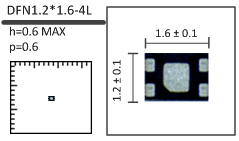 DFN1.2*1.6-4L
h=0.6 MAX
p=0.6
1.6 ± 0.1
1.2 ± 0.1